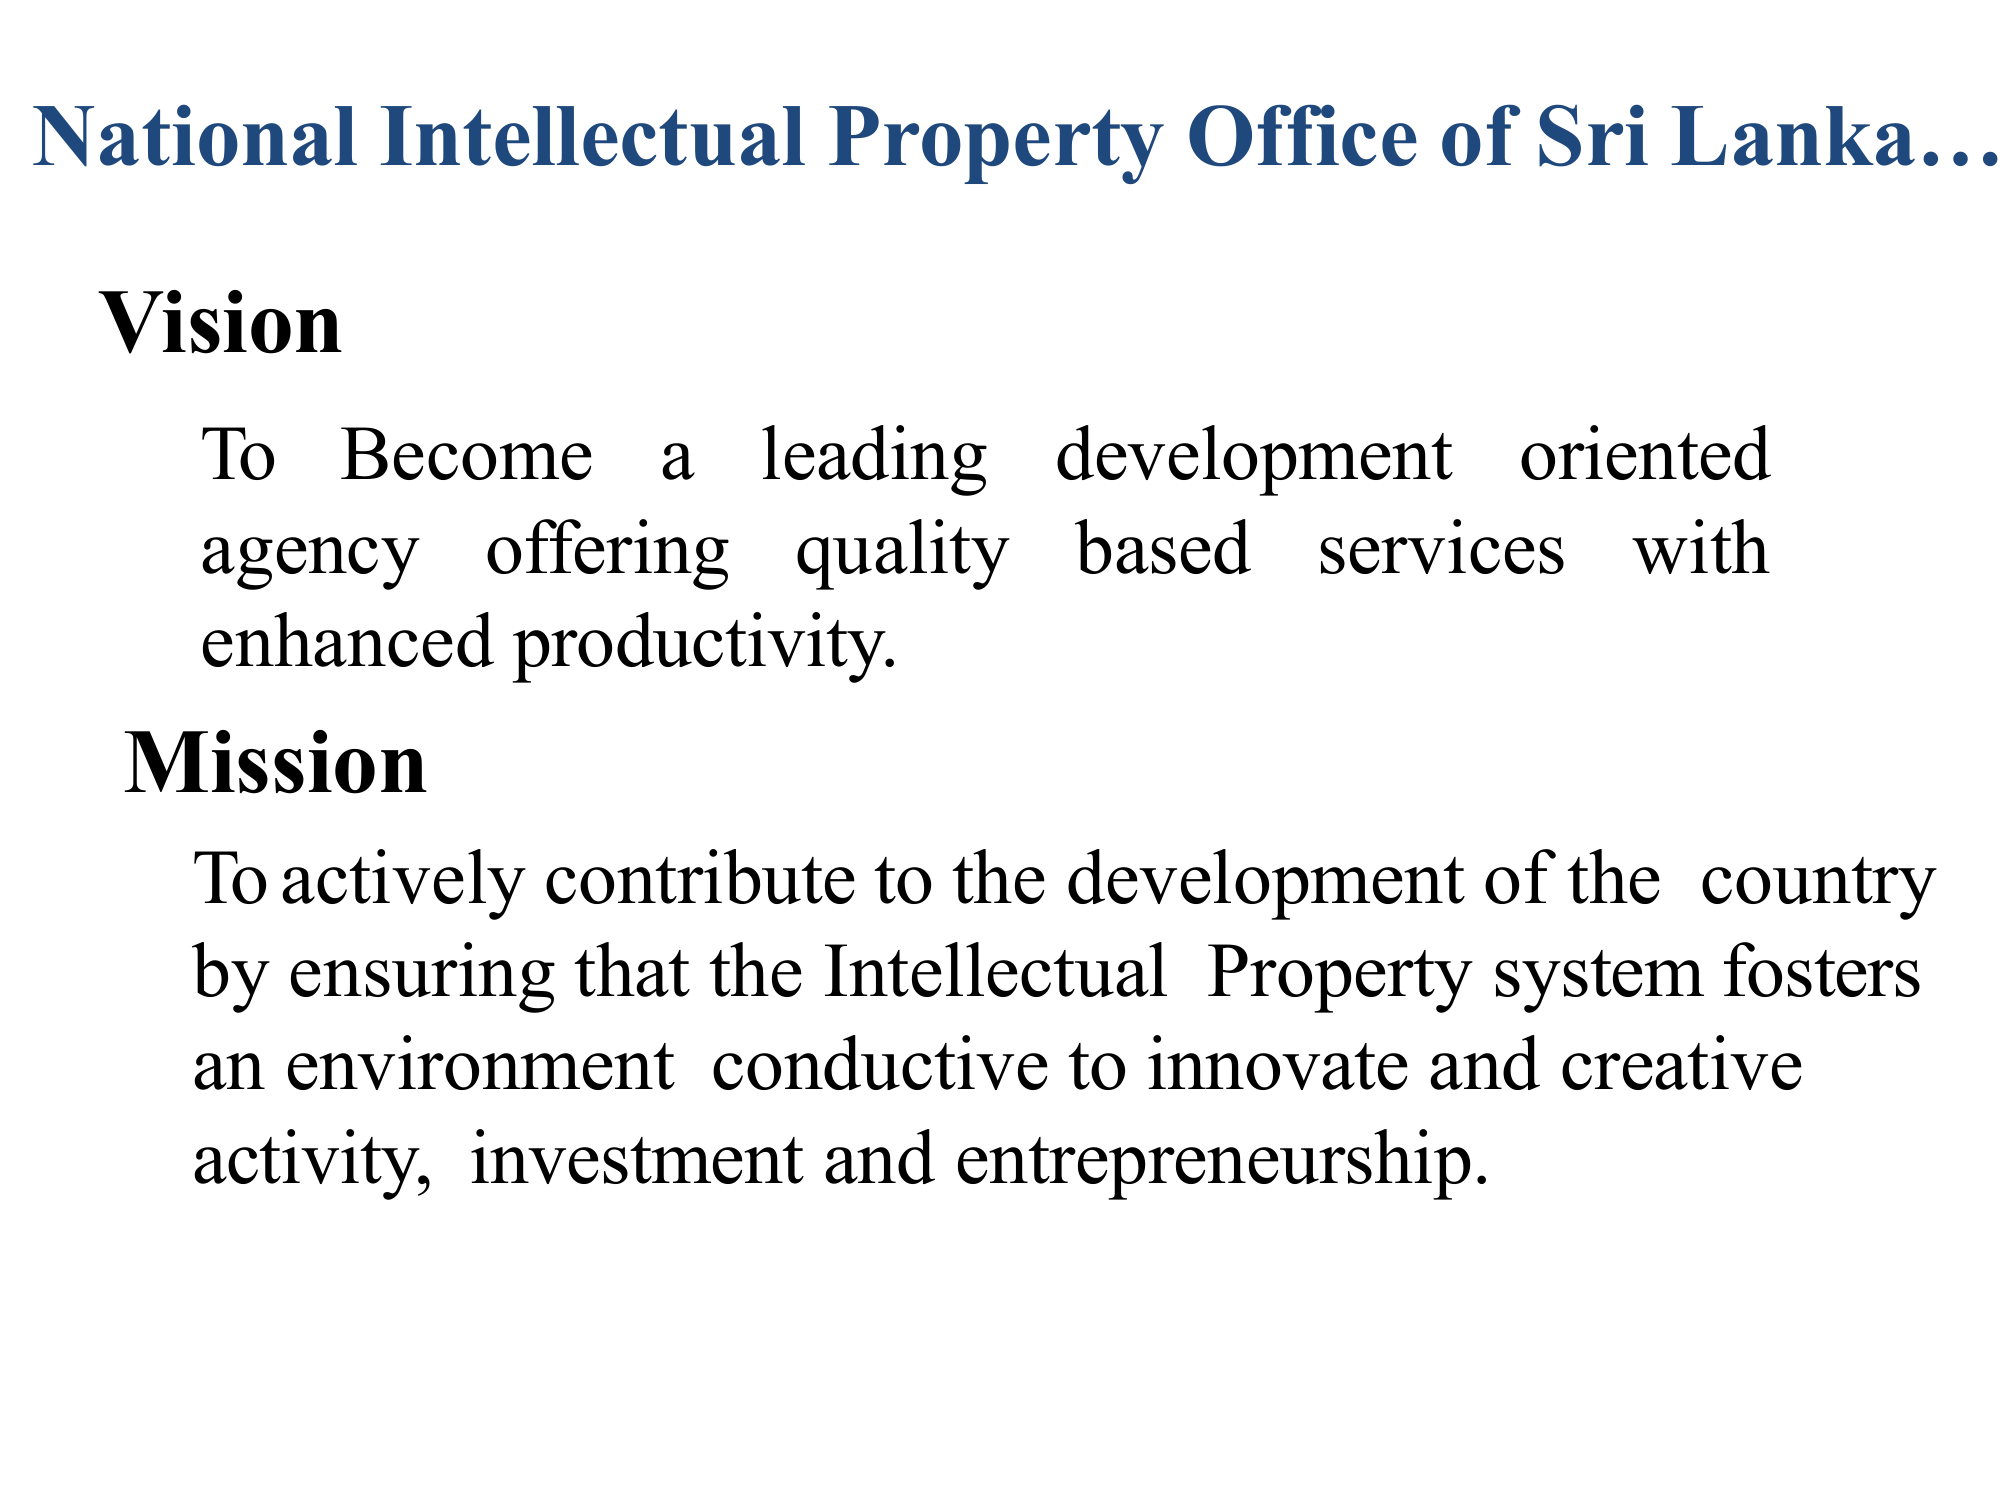 National Intellectual Property Office of Sri Lanka…
Vision
To Become a leading development oriented
agency offering quality based services with
enhanced productivity.
Mission
To actively contribute to the development of the country
by ensuring that the Intellectual Property system fosters
an environment conductive to innovate and creative
activity, investment and entrepreneurship.